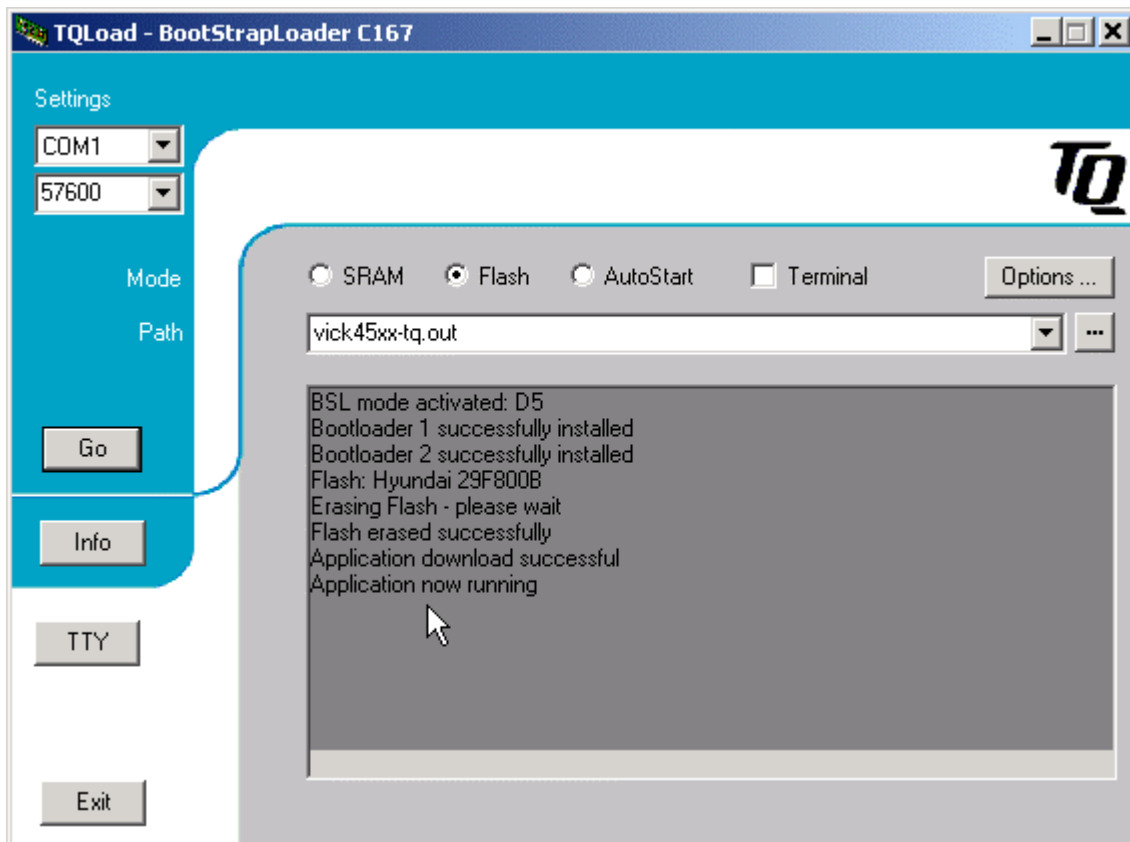 TQLoad - BootStrapLoader C167
Settings
COM1
57600
TQ
Mode
SRAM Flash AutoStart Terminal Options ...
Path
vick45xx-tq.out ...
BSL mode activated: D5
Bootloader 1 successfully installed
Bootloader 2 successfully installed
Flash: Hyundai 29F800B
Erasing Flash - please wait
Flash erased successfully
Application download successful
Application now running
Go
Info
TTY
Exit